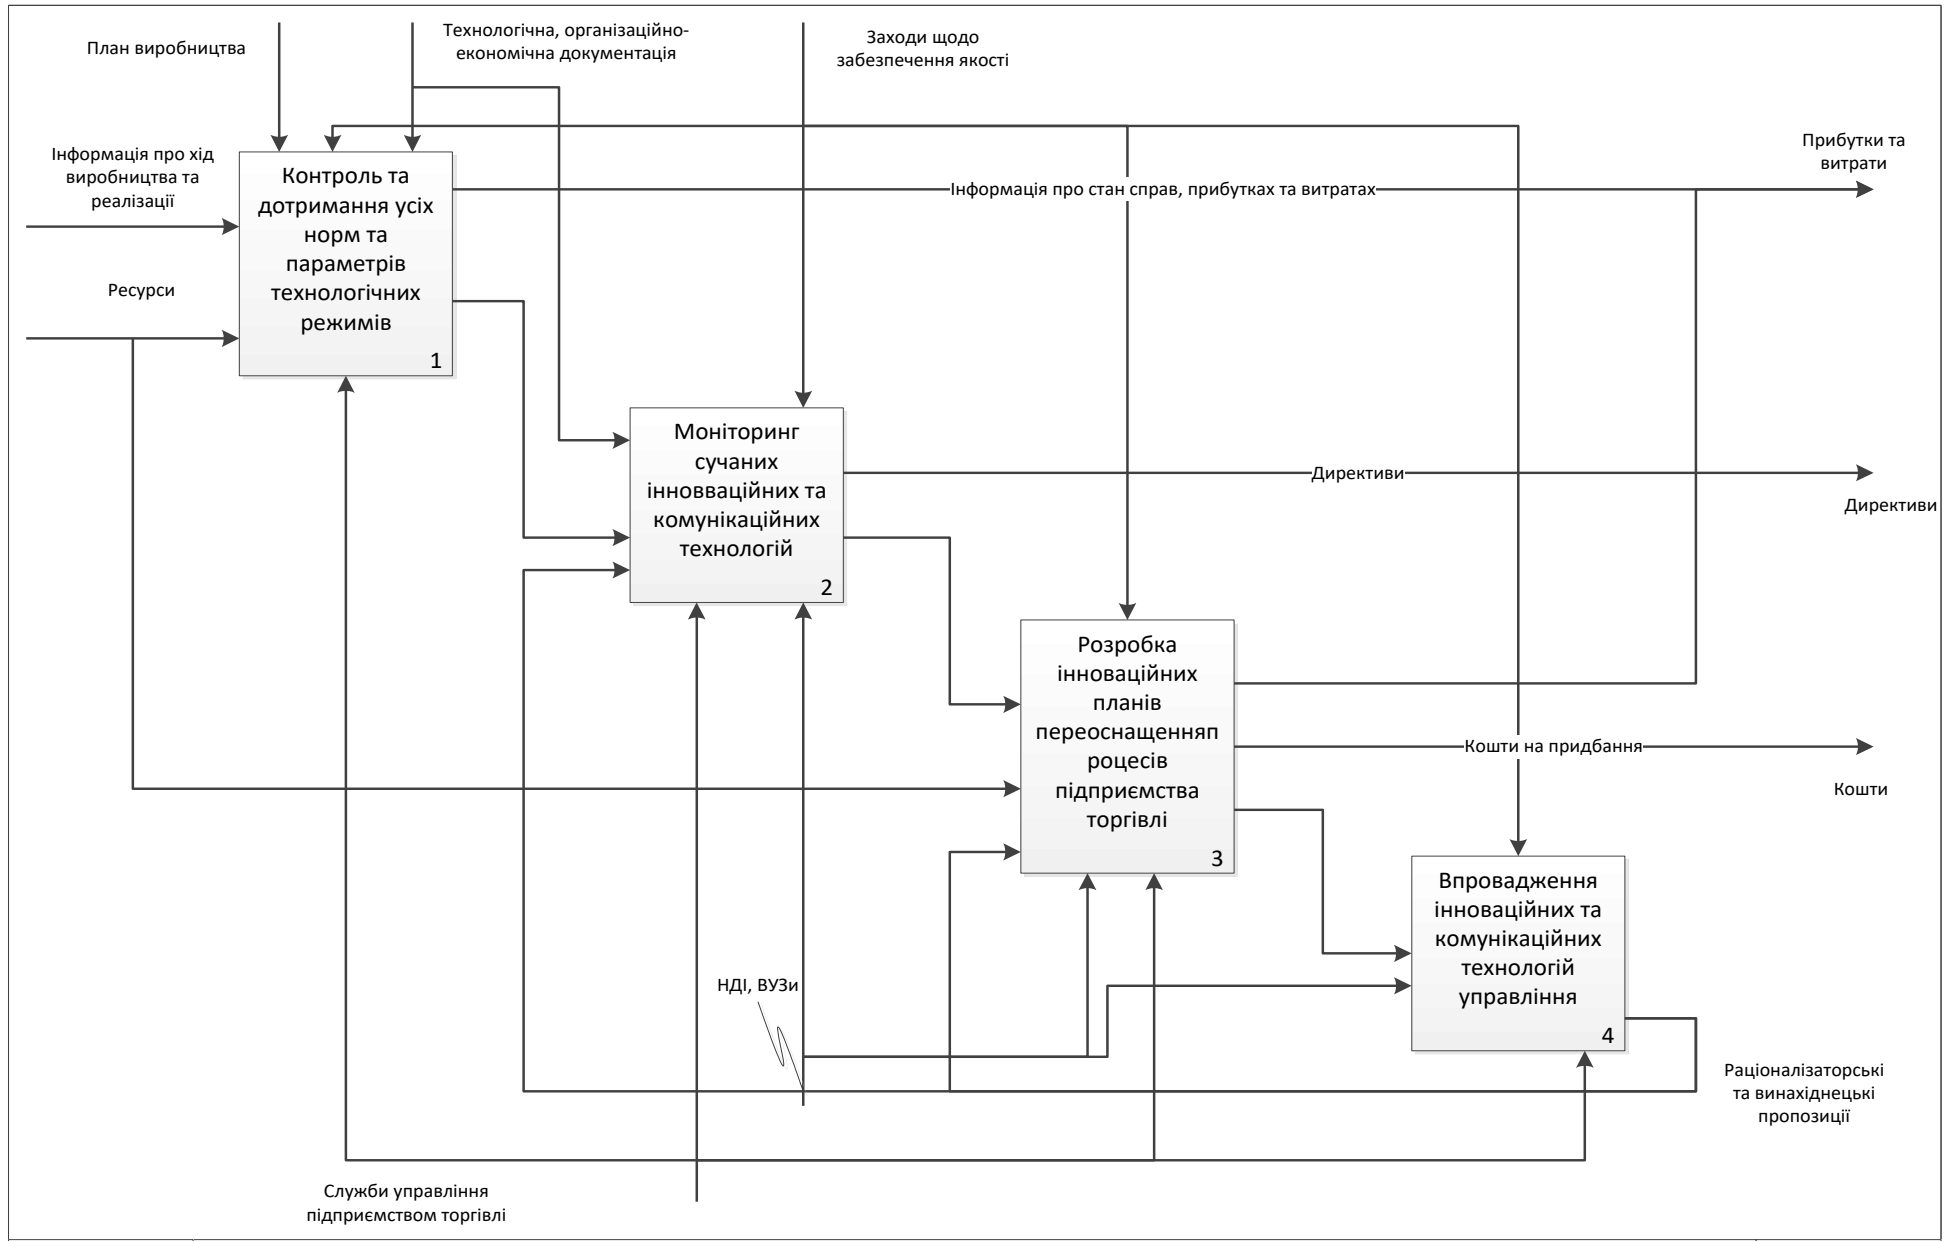 План виробництва
Технологічна, організаційно-
економічна документація
Заходи щодо
забезпечення якості
Інформація про хід
виробництва та
реалізації
Ресурси
Контроль та
дотримання усіх
норм та
параметрів
технологічних
режимів
1
Інформація про стан справ, прибутках та витратах
Прибутки та
витрати
Моніторинг
сучаних
інновваційних та
комунікаційних
технологій
2
Директиви
Директиви
Розробка
інноваційних
планів
переоснащенняп
роцесів
підприємства
торгівлі
3
Кошти на придбання
Кошти
Впровадження
інноваційних та
комунікаційних
технологій
управління
4
НДІ, ВУЗи
Раціоналізаторські
та винахіднецькі
пропозиції
Служби управління
підприємством торгівлі